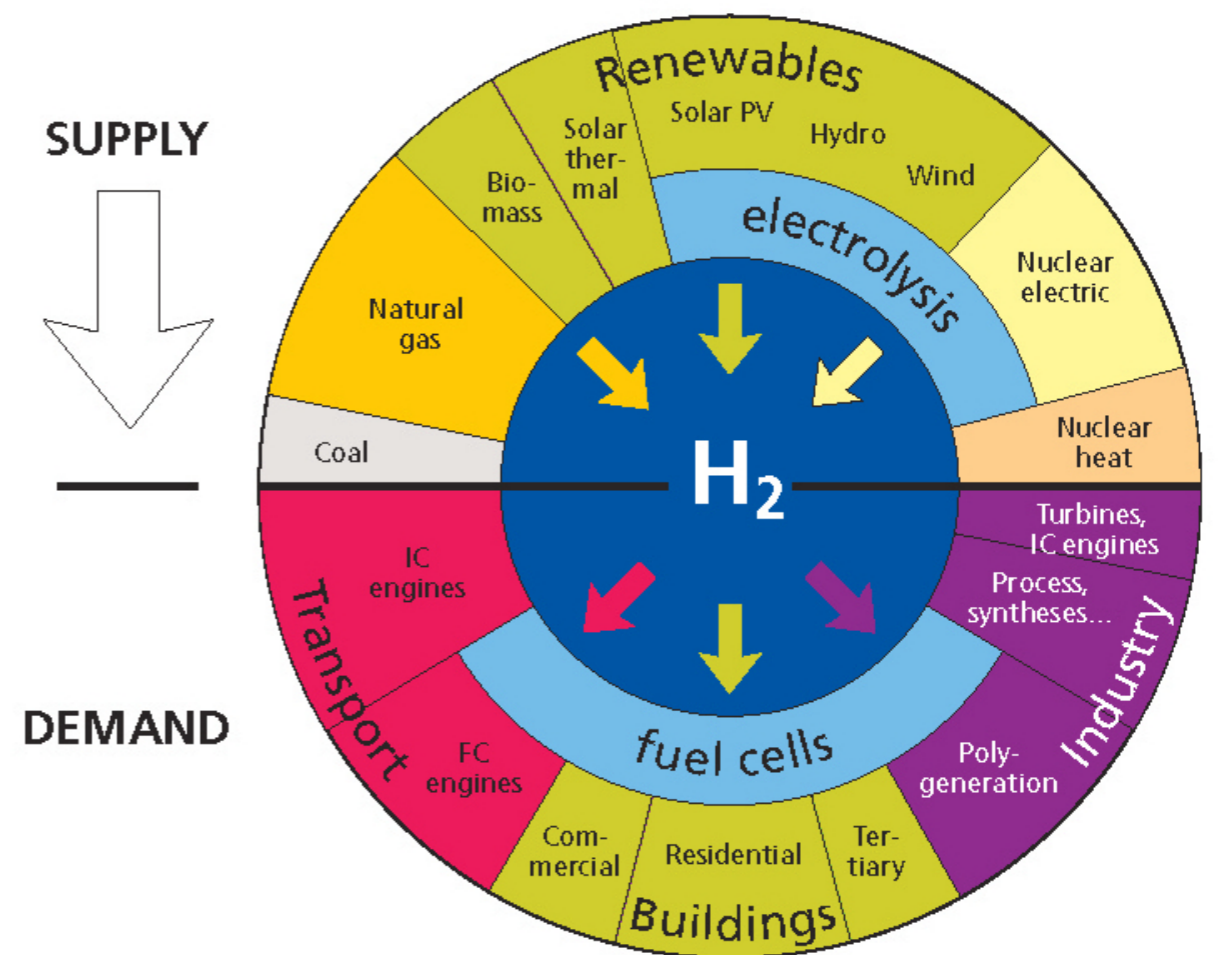 SUPPLY
Renewables
Solar PV
Hydro
Wind
Solar
ther-
mal
Bio-
mass
electrolysis
Nuclear
electric
Natural
gas
Coal
Nuclear
heat
H₂
DEMAND
Transport
IC
engines
FC
engines
fuel cells
Turbines,
IC engines
Process,
syntheses...
Industry
Poly-
generation
Com-
mercial
Residential
Ter-
tiary
Buildings